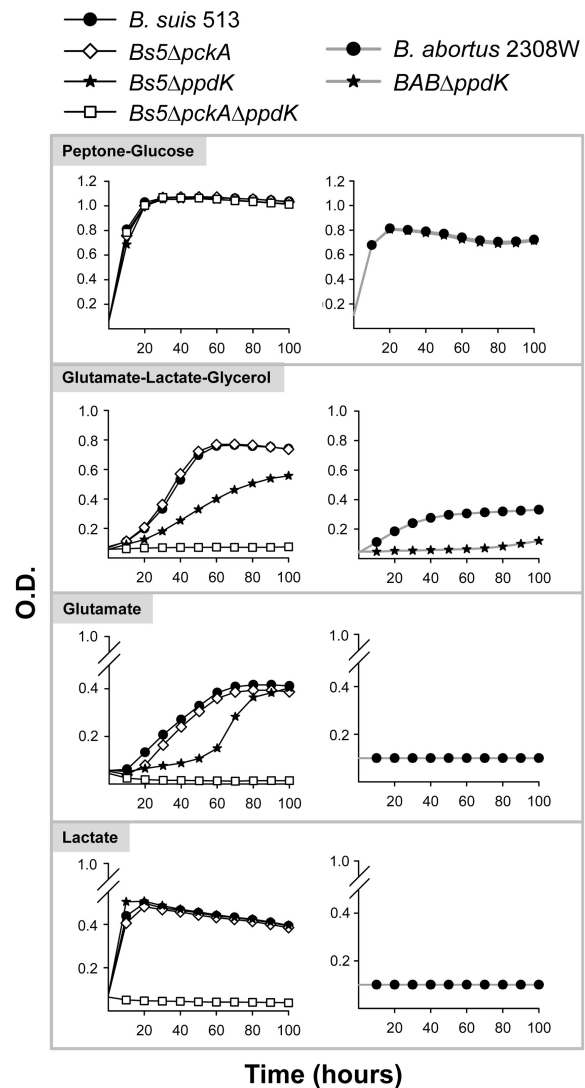 B. suis 513
Bs5ΔpckA
Bs5ΔppdK
Bs5ΔpckAΔppdK
B. abortus 2308W
BABΔppdK
Peptone-Glucose
1.2
1.0
0.8
0.6
0.4
0.2
20 40 60 80 100
1.2
1.0
0.8
0.6
0.4
0.2
20 40 60 80 100
Glutamate-Lactate-Glycerol
1.0
0.8
0.6
0.4
0.2
20 40 60 80 100
1.0
0.8
0.6
0.4
0.2
20 40 60 80 100
Glutamate
1.0
0.4
0.2
20 40 60 80 100
1.0
0.4
0.2
20 40 60 80 100
Lactate
1.0
0.4
0.2
20 40 60 80 100
1.0
0.4
0.2
20 40 60 80 100
O.D.
Time (hours)